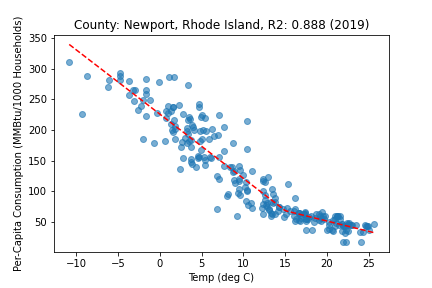 County: Newport, Rhode Island, R2: 0.888 (2019)
Per-Capita Consumption (MMBtu/1000 Households)
350
300
250
200
150
100
50
−10 −5 0 5 10 15 20 25
Temp (deg C)